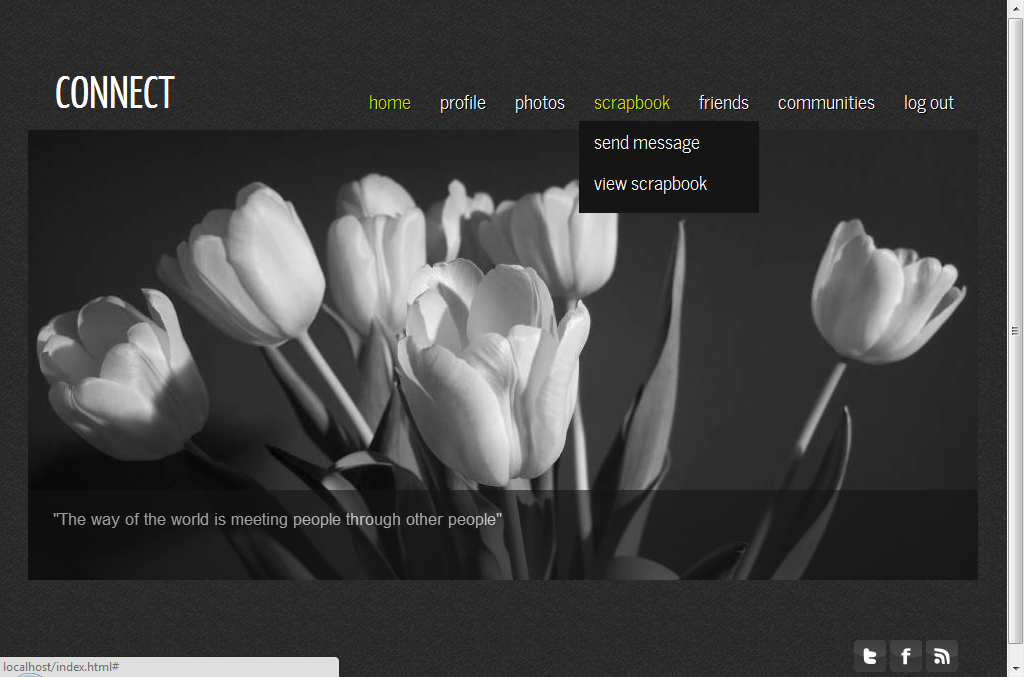 CONNECT
home profile photos scrapbook friends communities log out
send message
view scrapbook
"The way of the world is meeting people through other people"
localhost/index.html#